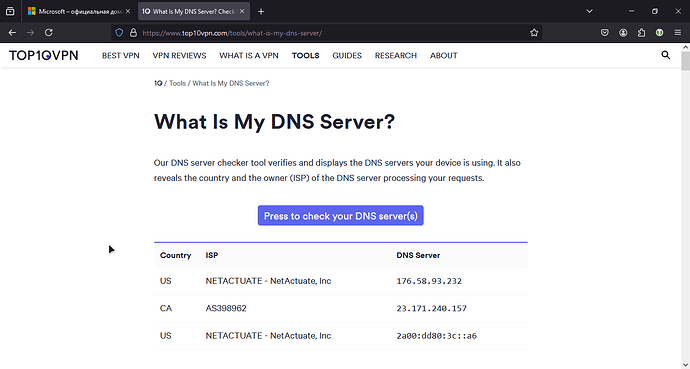 Microsoft – официальная дома
1Q What Is My DNS Server? Check
https://www.top10vpn.com/tools/what-is-my-dns-server/
TOP10VPN BEST VPN VPN REVIEWS WHAT IS A VPN TOOLS GUIDES RESEARCH ABOUT
1Q / Tools / What Is My DNS Server?
What Is My DNS Server?
Our DNS server checker tool verifies and displays the DNS servers your device is using. It also
reveals the country and the owner (ISP) of the DNS server processing your requests.
Press to check your DNS server(s)
Country ISP DNS Server
US NETACTUATE - NetActuate, Inc 176.58.93.232
CA AS398962 23.171.240.157
US NETACTUATE - NetActuate, Inc 2a00:dd80:3c::a6